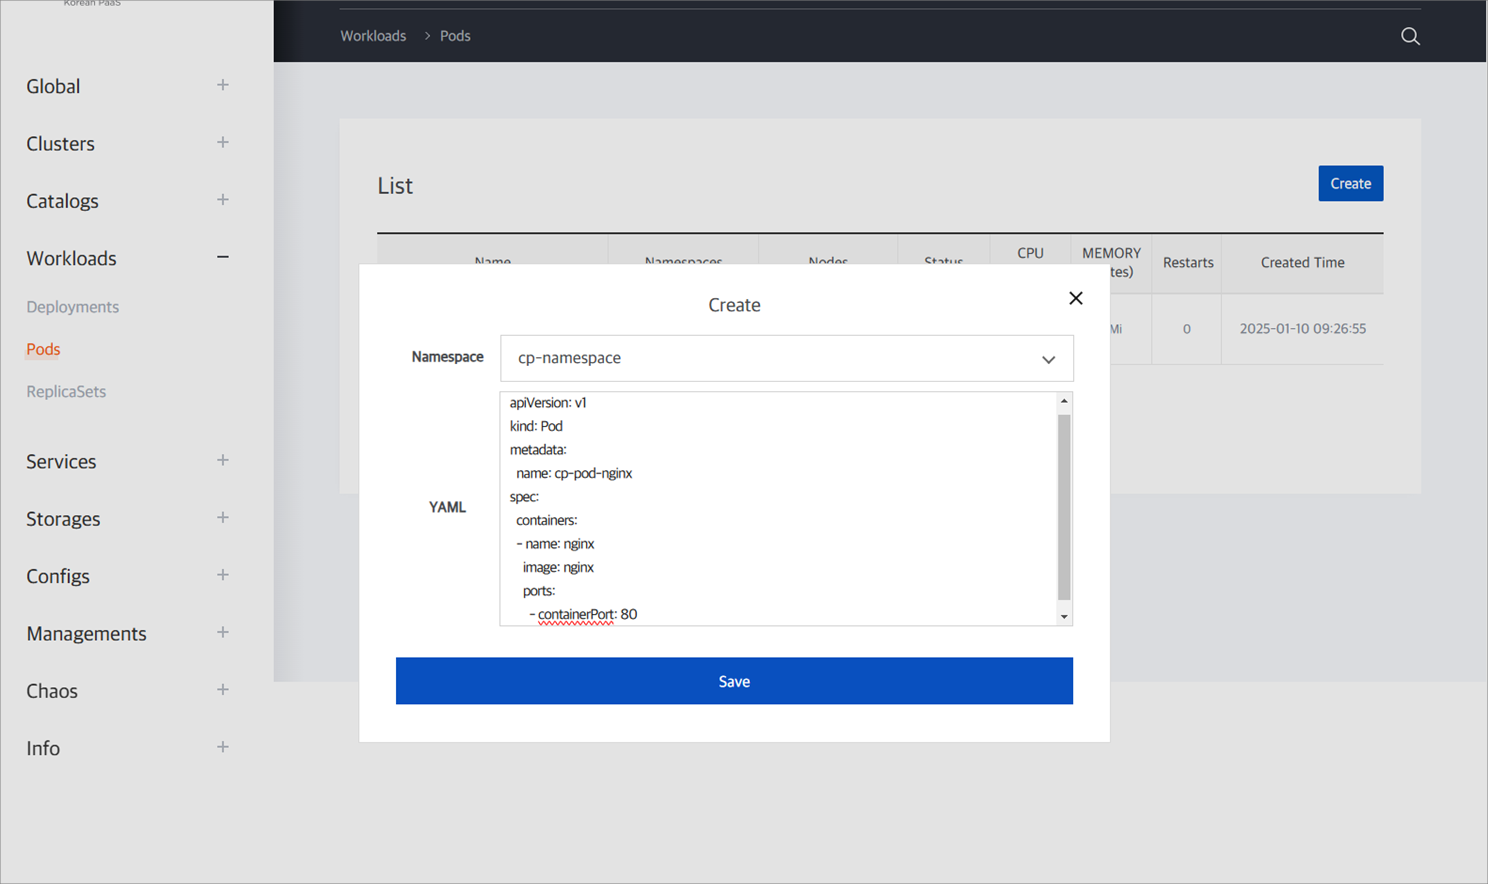 Korean PaaS
Workloads > Pods
Global
Clusters
Catalogs
Workloads
Deployments
Pods
ReplicaSets
Services
Storages
Configs
Managements
Chaos
Info
List
Create
Name Namespaces Nodes Status CPU MEMORY Restarts Created Time
tes)
Mi 0 2025-01-10 09:26:55
Create
Namespace cp-namespace
YAML
apiVersion: v1
kind: Pod
metadata:
  name: cp-pod-nginx
spec:
  containers:
  - name: nginx
    image: nginx
    ports:
      - containerPort: 80
Save